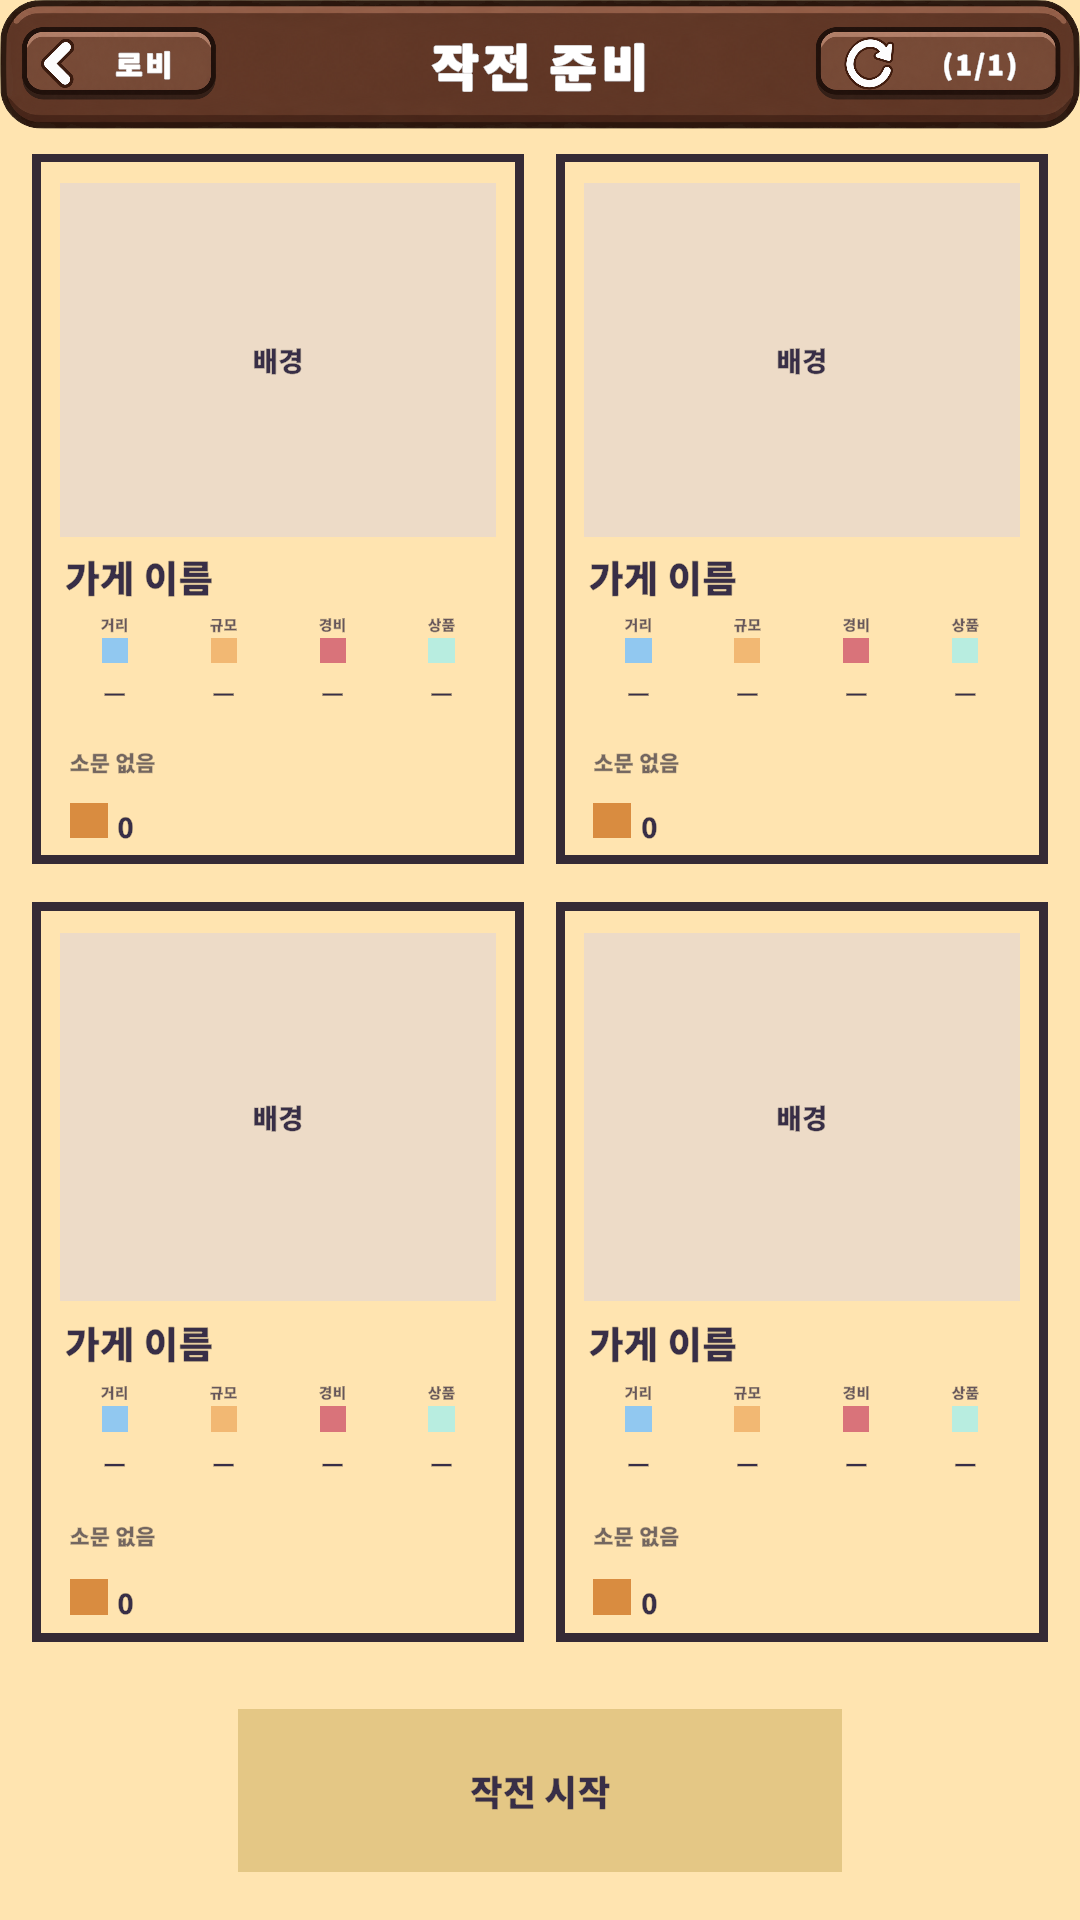 로비
작전 준비
(1/1)
배경
배경
가게 이름
가게 이름
거리 규모 경비 상품
거리 규모 경비 상품
— — — —
— — — —
소문 없음
소문 없음
0
0
배경
배경
가게 이름
가게 이름
거리 규모 경비 상품
거리 규모 경비 상품
— — — —
— — — —
소문 없음
소문 없음
0
0
작전 시작